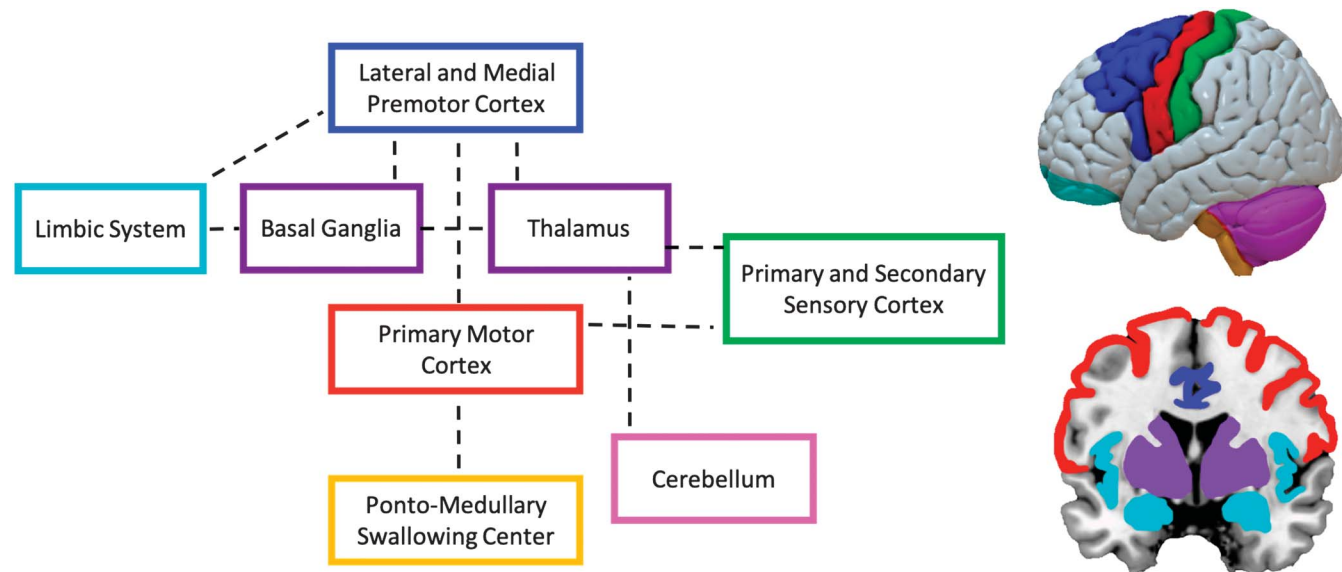 Lateral and Medial
Premotor Cortex
Limbic System
Basal Ganglia
Thalamus
Primary and Secondary
Sensory Cortex
Primary Motor
Cortex
Cerebellum
Ponto-Medullary
Swallowing Center